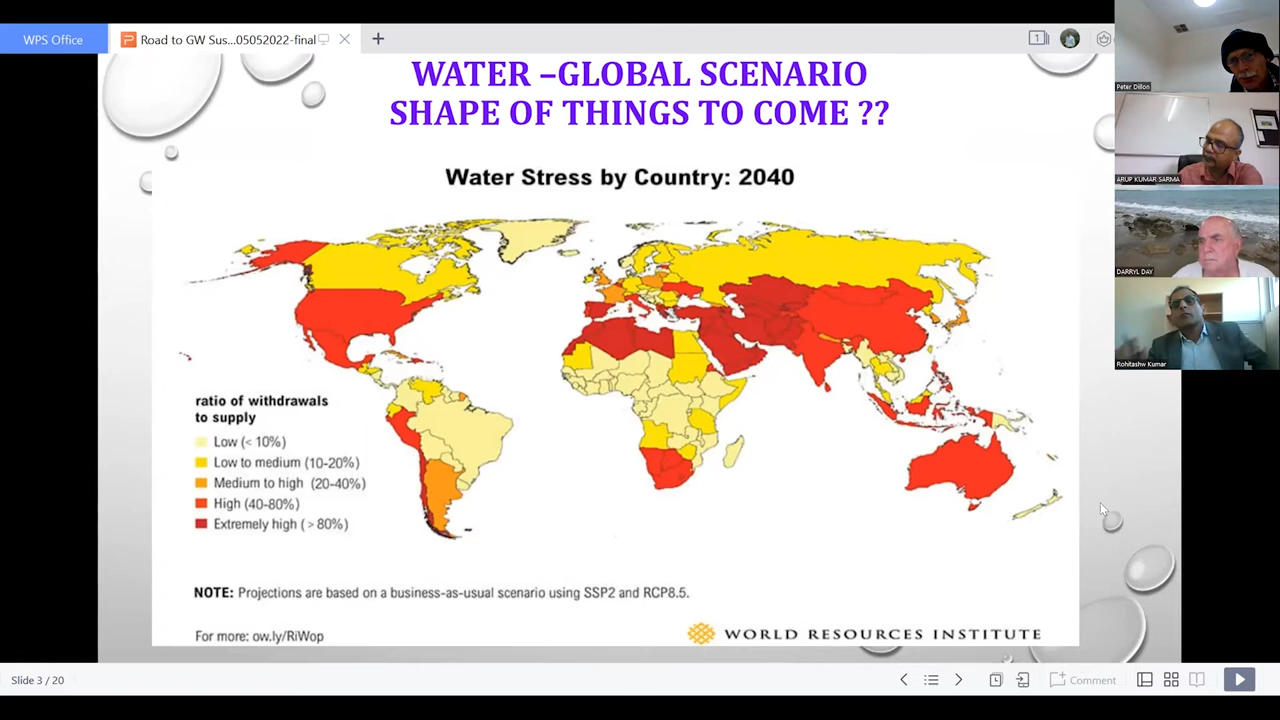 WPS Office
Road to GW Sus...05052022-final
1
WATER –GLOBAL SCENARIO
SHAPE OF THINGS TO COME ??
Water Stress by Country: 2040
ratio of withdrawals
to supply
Low (< 10%)
Low to medium (10-20%)
Medium to high (20-40%)
High (40-80%)
Extremely high ( > 80%)
NOTE: Projections are based on a business-as-usual scenario using SSP2 and RCP8.5.
For more: ow.ly/RiWop
WORLD RESOURCES INSTITUTE
Peter Dillon
ARUP KUMAR SARMA
DARRYL DAY
Rohitashw Kumar
Slide 3 / 20
Comment